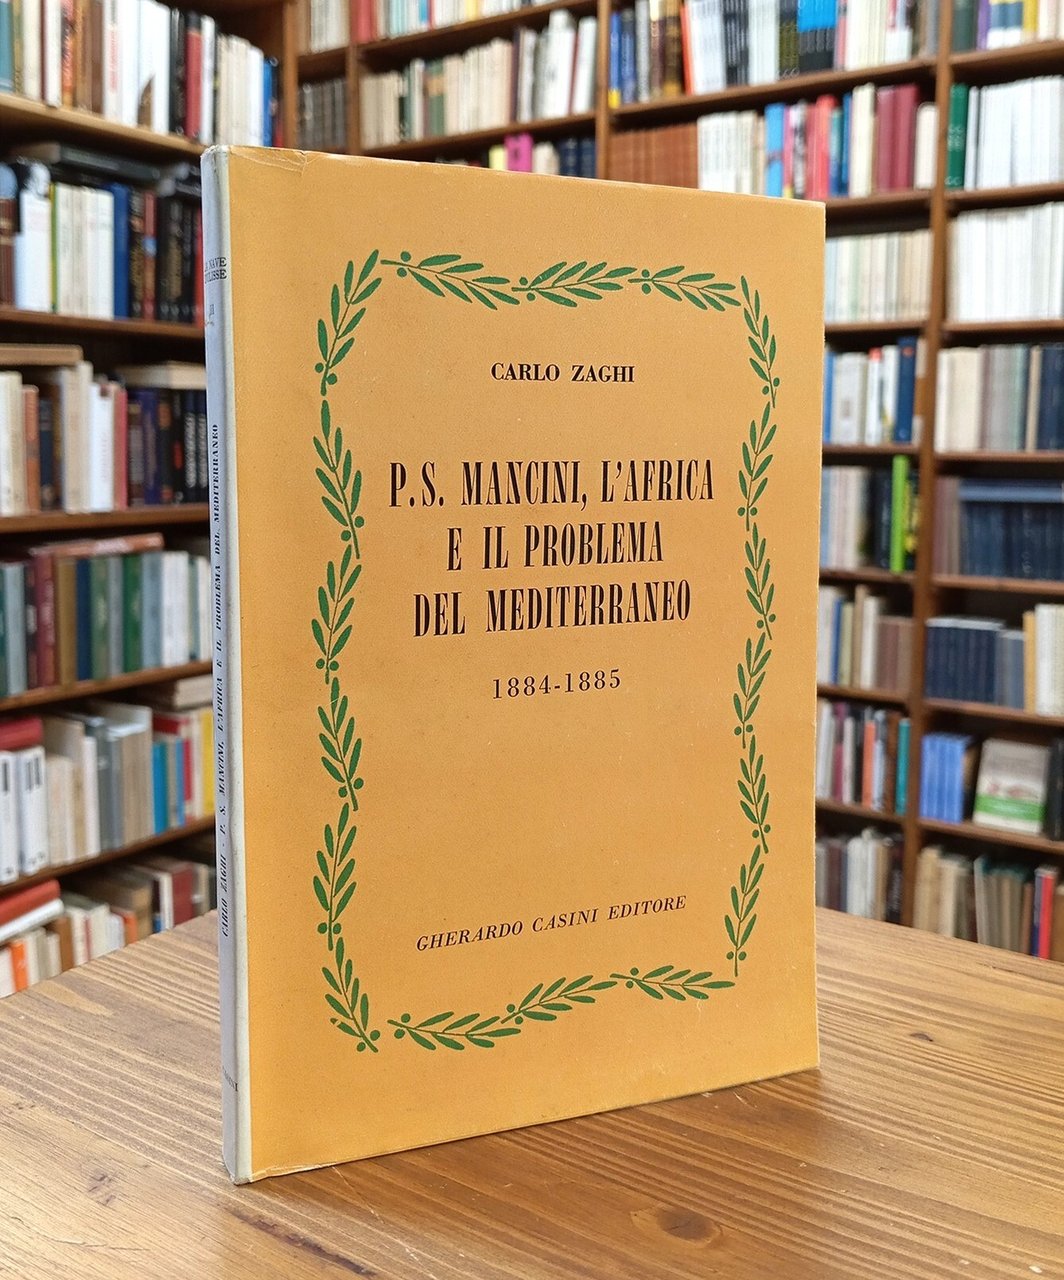 CARLO ZAGHI
P.S. MANCINI, L'AFRICA
E IL PROBLEMA
DEL MEDITERRANEO
1884-1885
GHERARDO CASINI EDITORE
CARLO ZAGHI - P. S. MANCINI, L'AFRICA E IL PROBLEMA DEL MEDITERRANEO